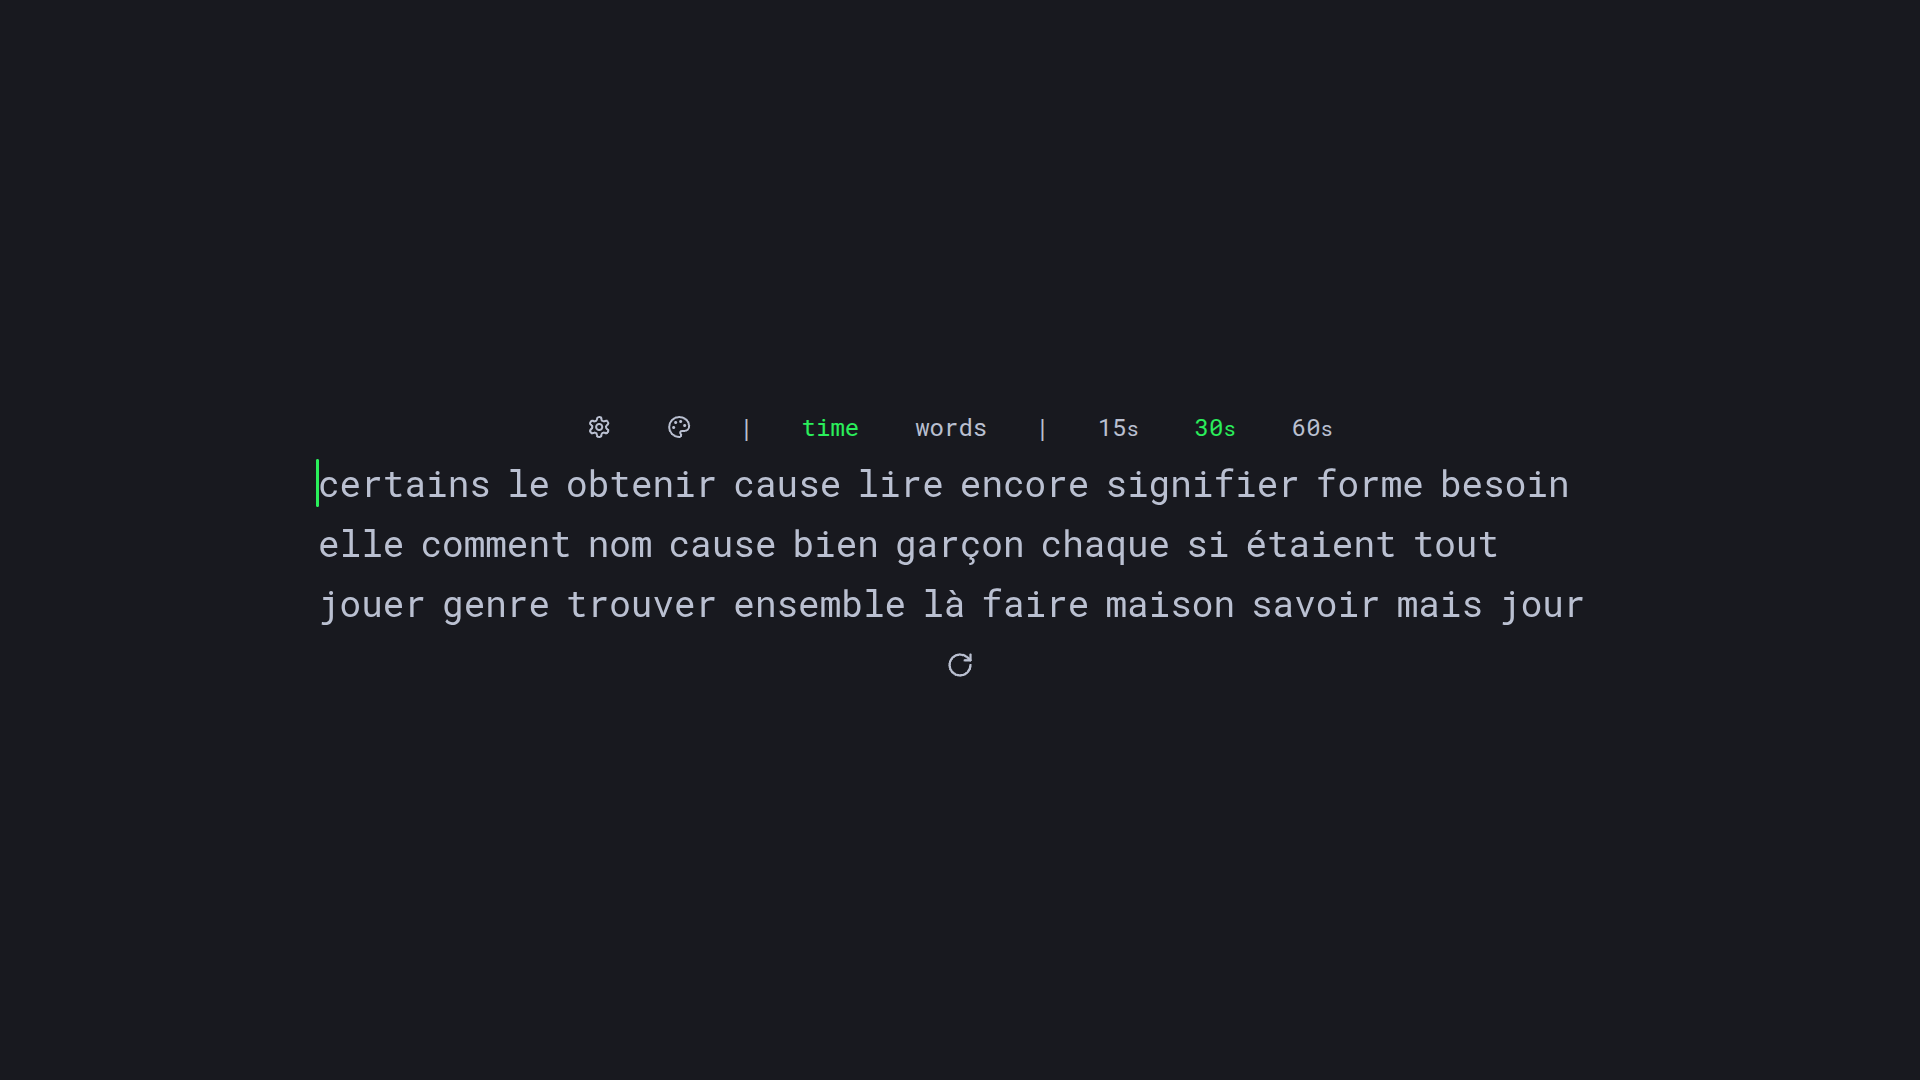 | time words | 15s 30s 60s
certains le obtenir cause lire encore signifier forme besoin
elle comment nom cause bien garçon chaque si étaient tout
jouer genre trouver ensemble là faire maison savoir mais jour